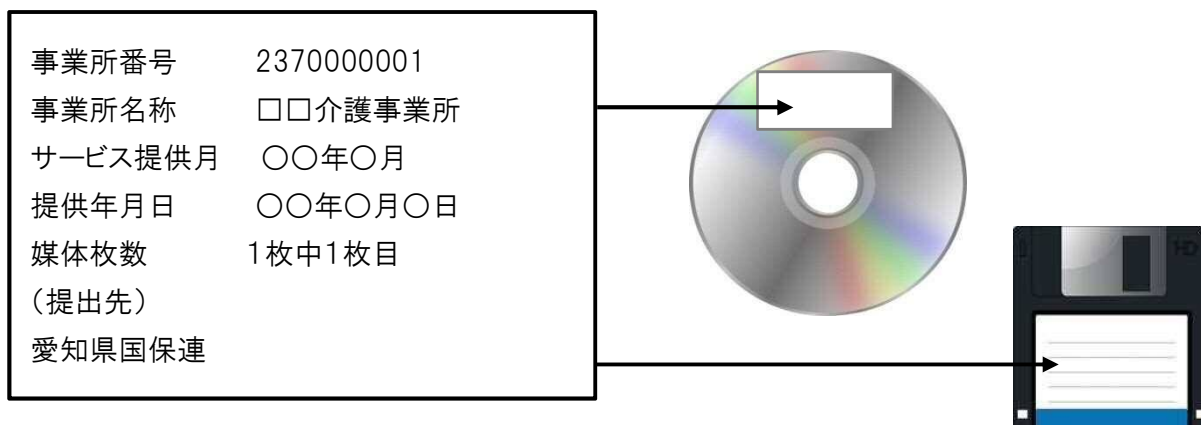 事業所番号 2370000001
事業所名称 □□介護事業所
サービス提供月 ○○年○月
提供年月日 ○○年○月○日
媒体枚数 1枚中1枚目
(提出先)
愛知県国保連
HD